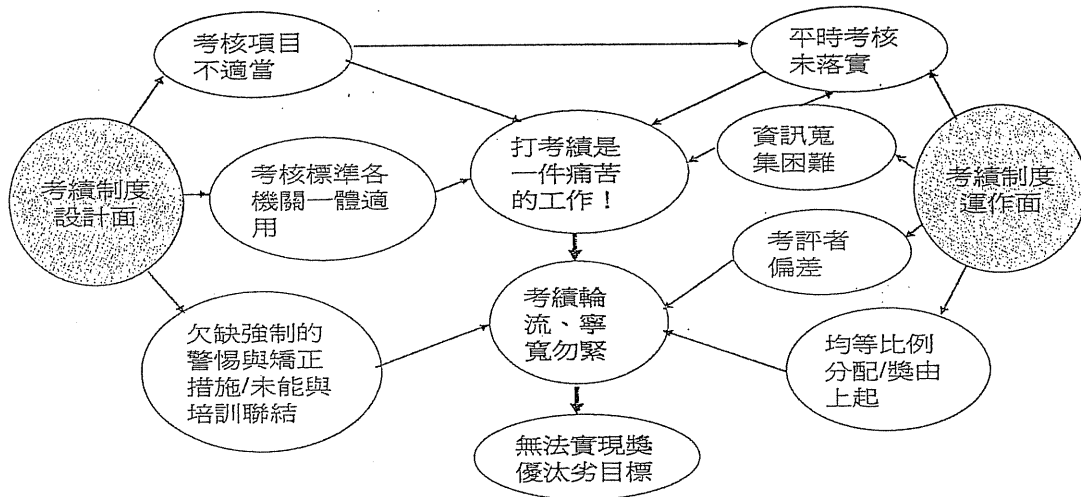 考核項目
不適當
平時考核
未落實
打考績是
一件痛苦
的工作！
資訊蒐
集困難
考績制度
設計面
考核標準各
機關一體適
用
考績制度
運作面
考評者
偏差
考績輪
流、寧
寬勿緊
欠缺強制的
警惕與矯正
措施/未能與
培訓聯結
均等比例
分配/獎由
上起
無法實現獎
優汰劣目標